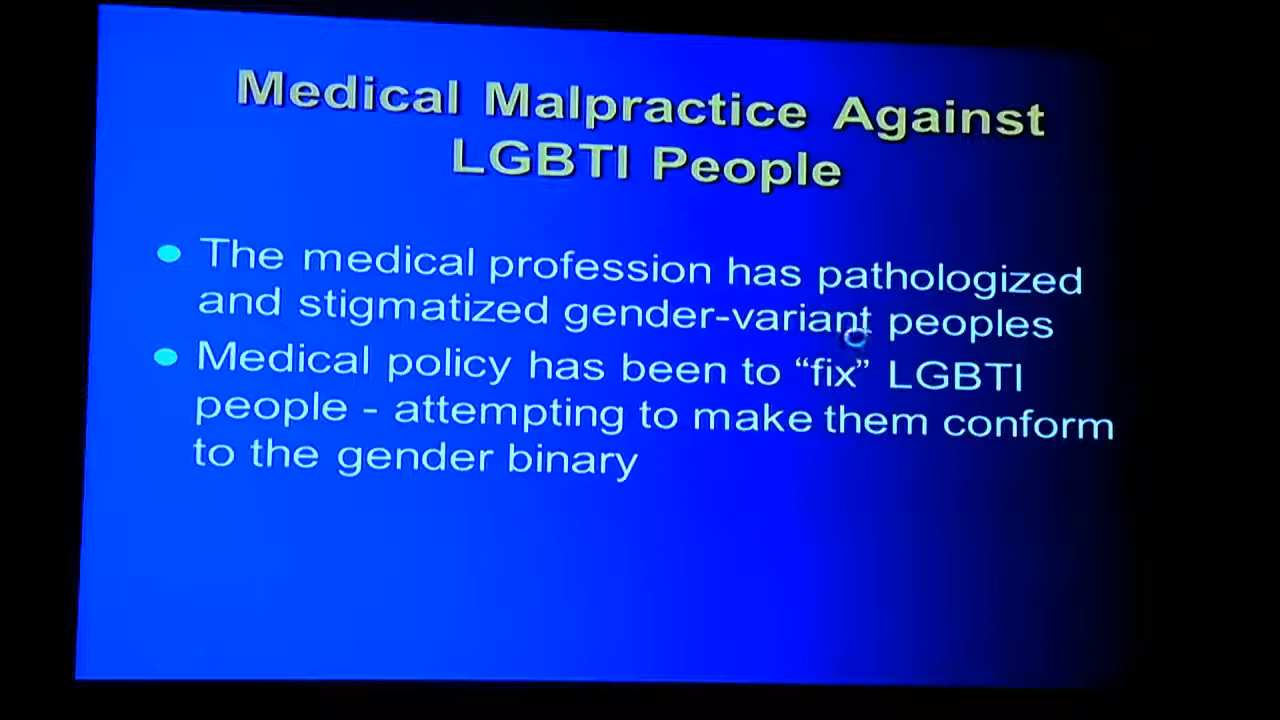 Medical Malpractice Against
LGBTI People
The medical profession has pathologized
and stigmatized gender-variant peoples
Medical policy has been to “fix” LGBTI
people - attempting to make them conform
to the gender binary